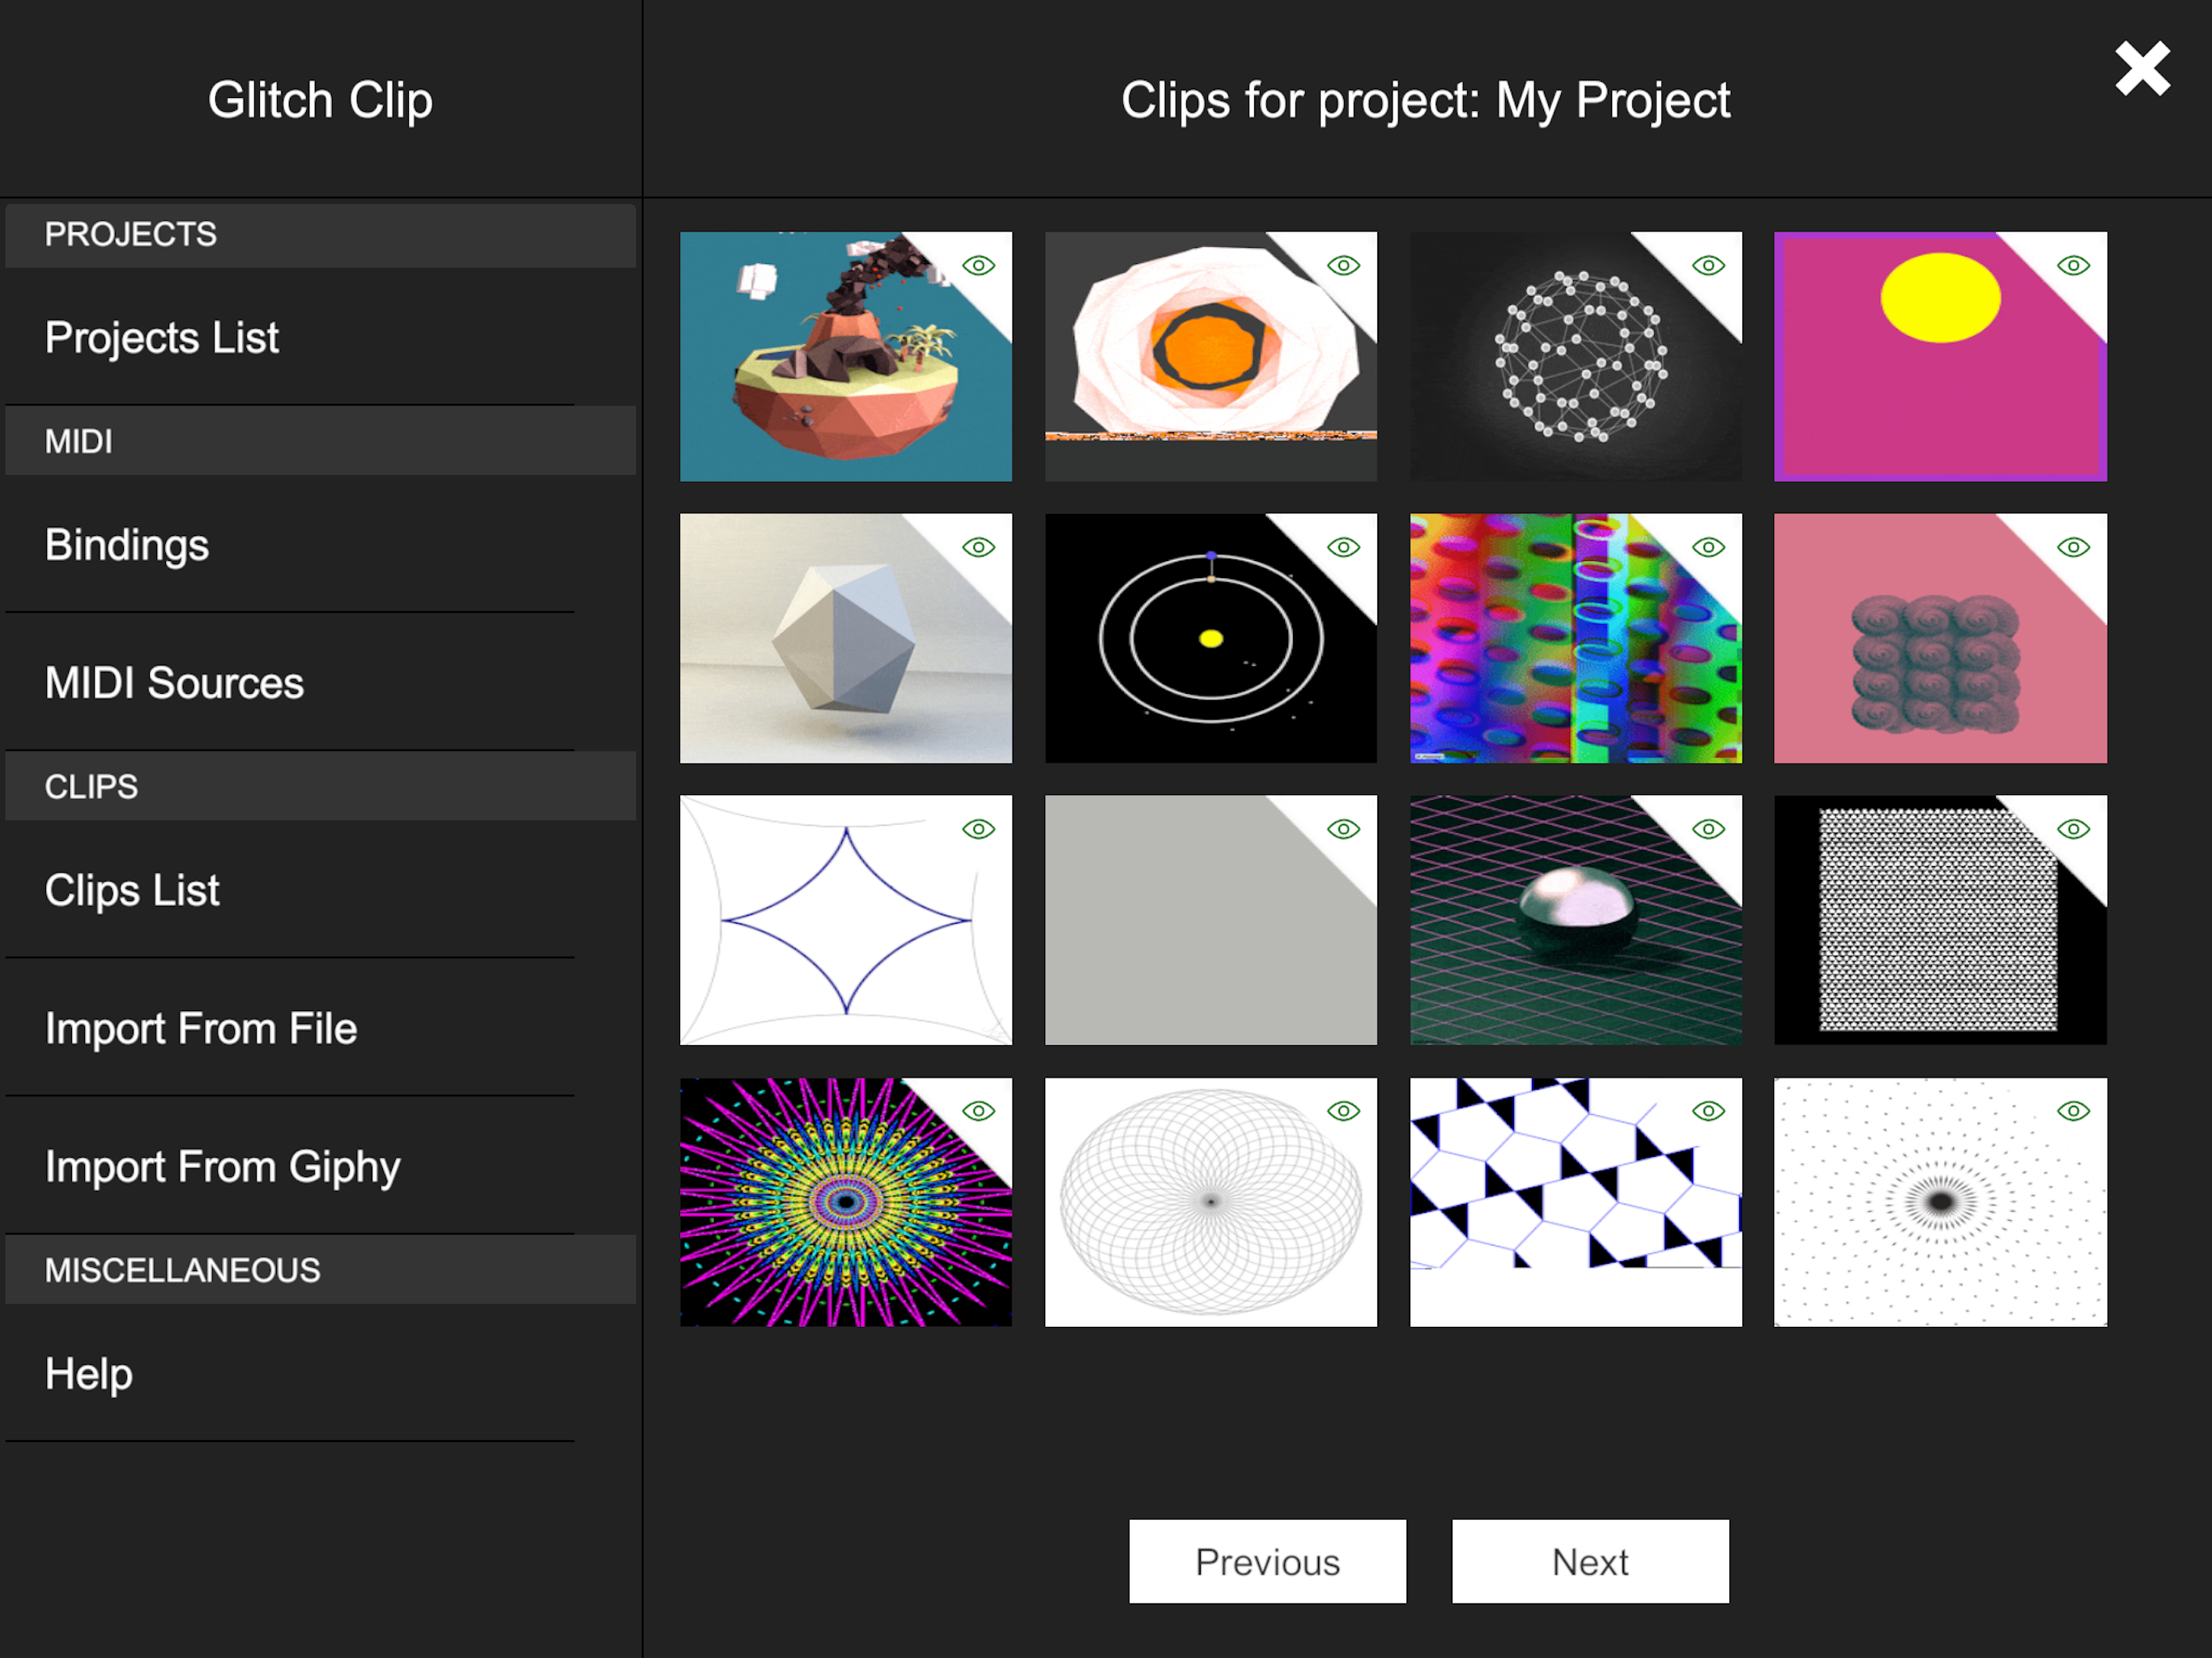 Glitch Clip
Clips for project: My Project
PROJECTS
Projects List
MIDI
Bindings
MIDI Sources
CLIPS
Clips List
Import From File
Import From Giphy
MISCELLANEOUS
Help
Previous
Next